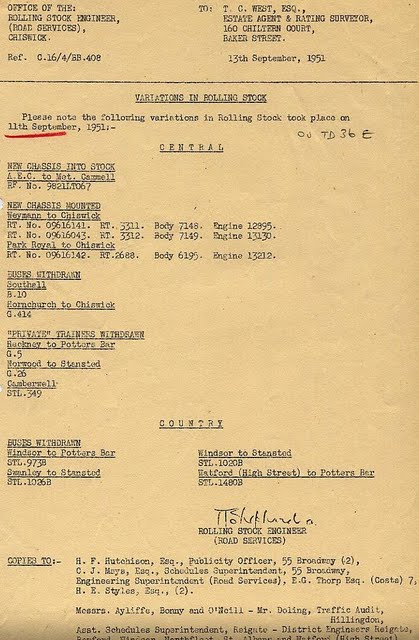 OFFICE OF THE: TO: T. C. WEST, ESQ.,
ROLLING STOCK ENGINEER, ESTATE AGENT & RATING SURVEYOR,
(ROAD SERVICES), 160 CHILTERN COURT,
CHISWICK. BAKER STREET.
Ref. C.16/4/BB.408 13th September, 1951
VARIATIONS IN ROLLING STOCK
Please note the following variations in Rolling Stock took place on
11th September, 1951:-
CENTRAL
NEW CHASSIS INTO STOCK
A.E.C. to Met. Cammell
RF. No. 9821LT067
NEW CHASSIS MOUNTED
Weymann to Chiswick
RT. No. 09616141. RT. 3311. Body 7148. Engine 12895.
RT. No. 09616043. RT. 3312. Body 7149. Engine 13130.
Park Royal to Chiswick
RT. No. 09616142. RT.2688. Body 6195. Engine 13212.
BUSES WITHDRAWN
Southall
B.10
Hornchurch to Chiswick
G.414
"PRIVATE" TRAINERS WITHDRAWN
Hackney to Potters Bar
G.5
Norwood to Stansted
G.26
Camberwell
STL.349
COUNTRY
BUSES WITHDRAWN
Windsor to Potters Bar Windsor to Stansted
STL.973B STL.1020B
Swanley to Stansted Watford (High Street) to Potters Bar
STL.1026B STL.1480B
ROLLING STOCK ENGINEER
(ROAD SERVICES)
COPIES TO:- H. F. Hutchison, Esq., Publicity Officer, 55 Broadway (2),
C. J. Mays, Esq., Schedules Superintendent, 55 Broadway,
Engineering Superintendent (Road Services), E.G. Thorp Esq. (Costs) 7,
H. E. Styles, Esq., (2).
Messrs. Ayliffe, Bonny and O'Neill - Mr. Doling, Traffic Audit,
Hillingdon,
Asst. Schedules Superintendent, Reigate - District Engineers Reigate,
Windsor, Northfleet, St. Albans and Watford (High Street)